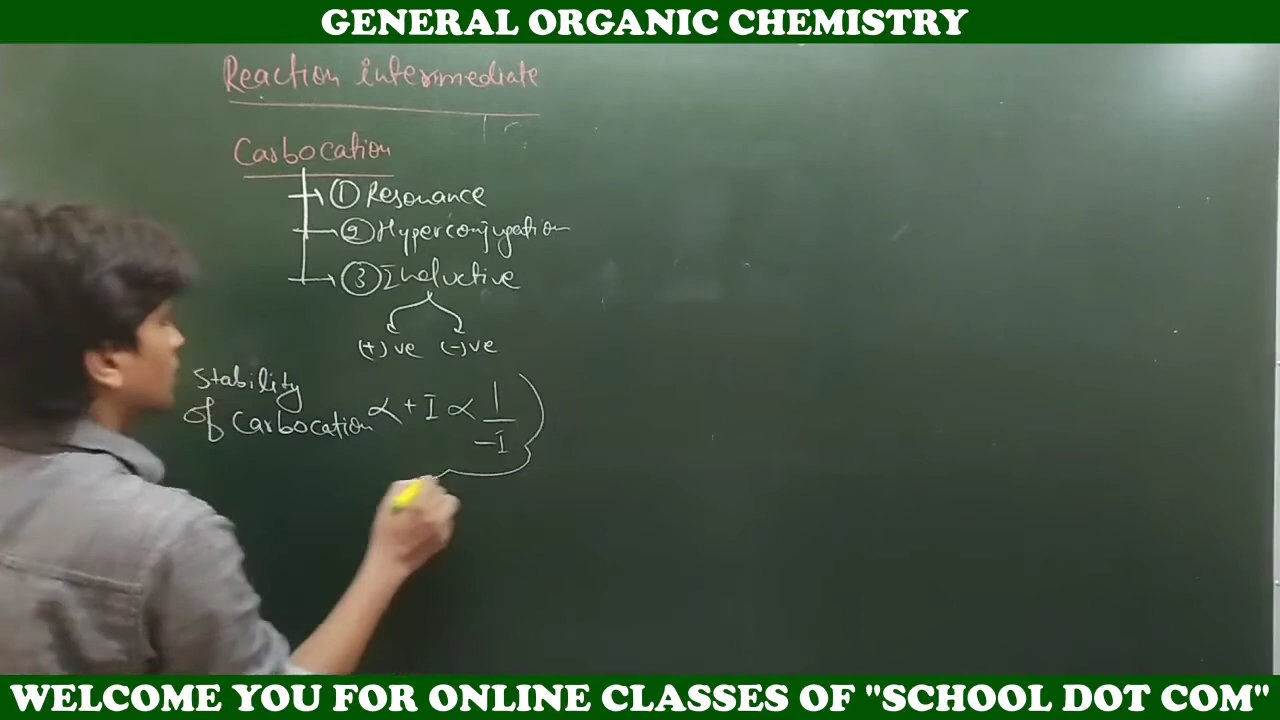 GENERAL ORGANIC CHEMISTRY
Reaction intermediate
Carbocation
① Resonance
② Hyperconjugation
③ Inductive
(+)ve (-)ve
Stability
of Carbocation ∝ + I ∝ 1
-I
WELCOME YOU FOR ONLINE CLASSES OF "SCHOOL DOT COM"